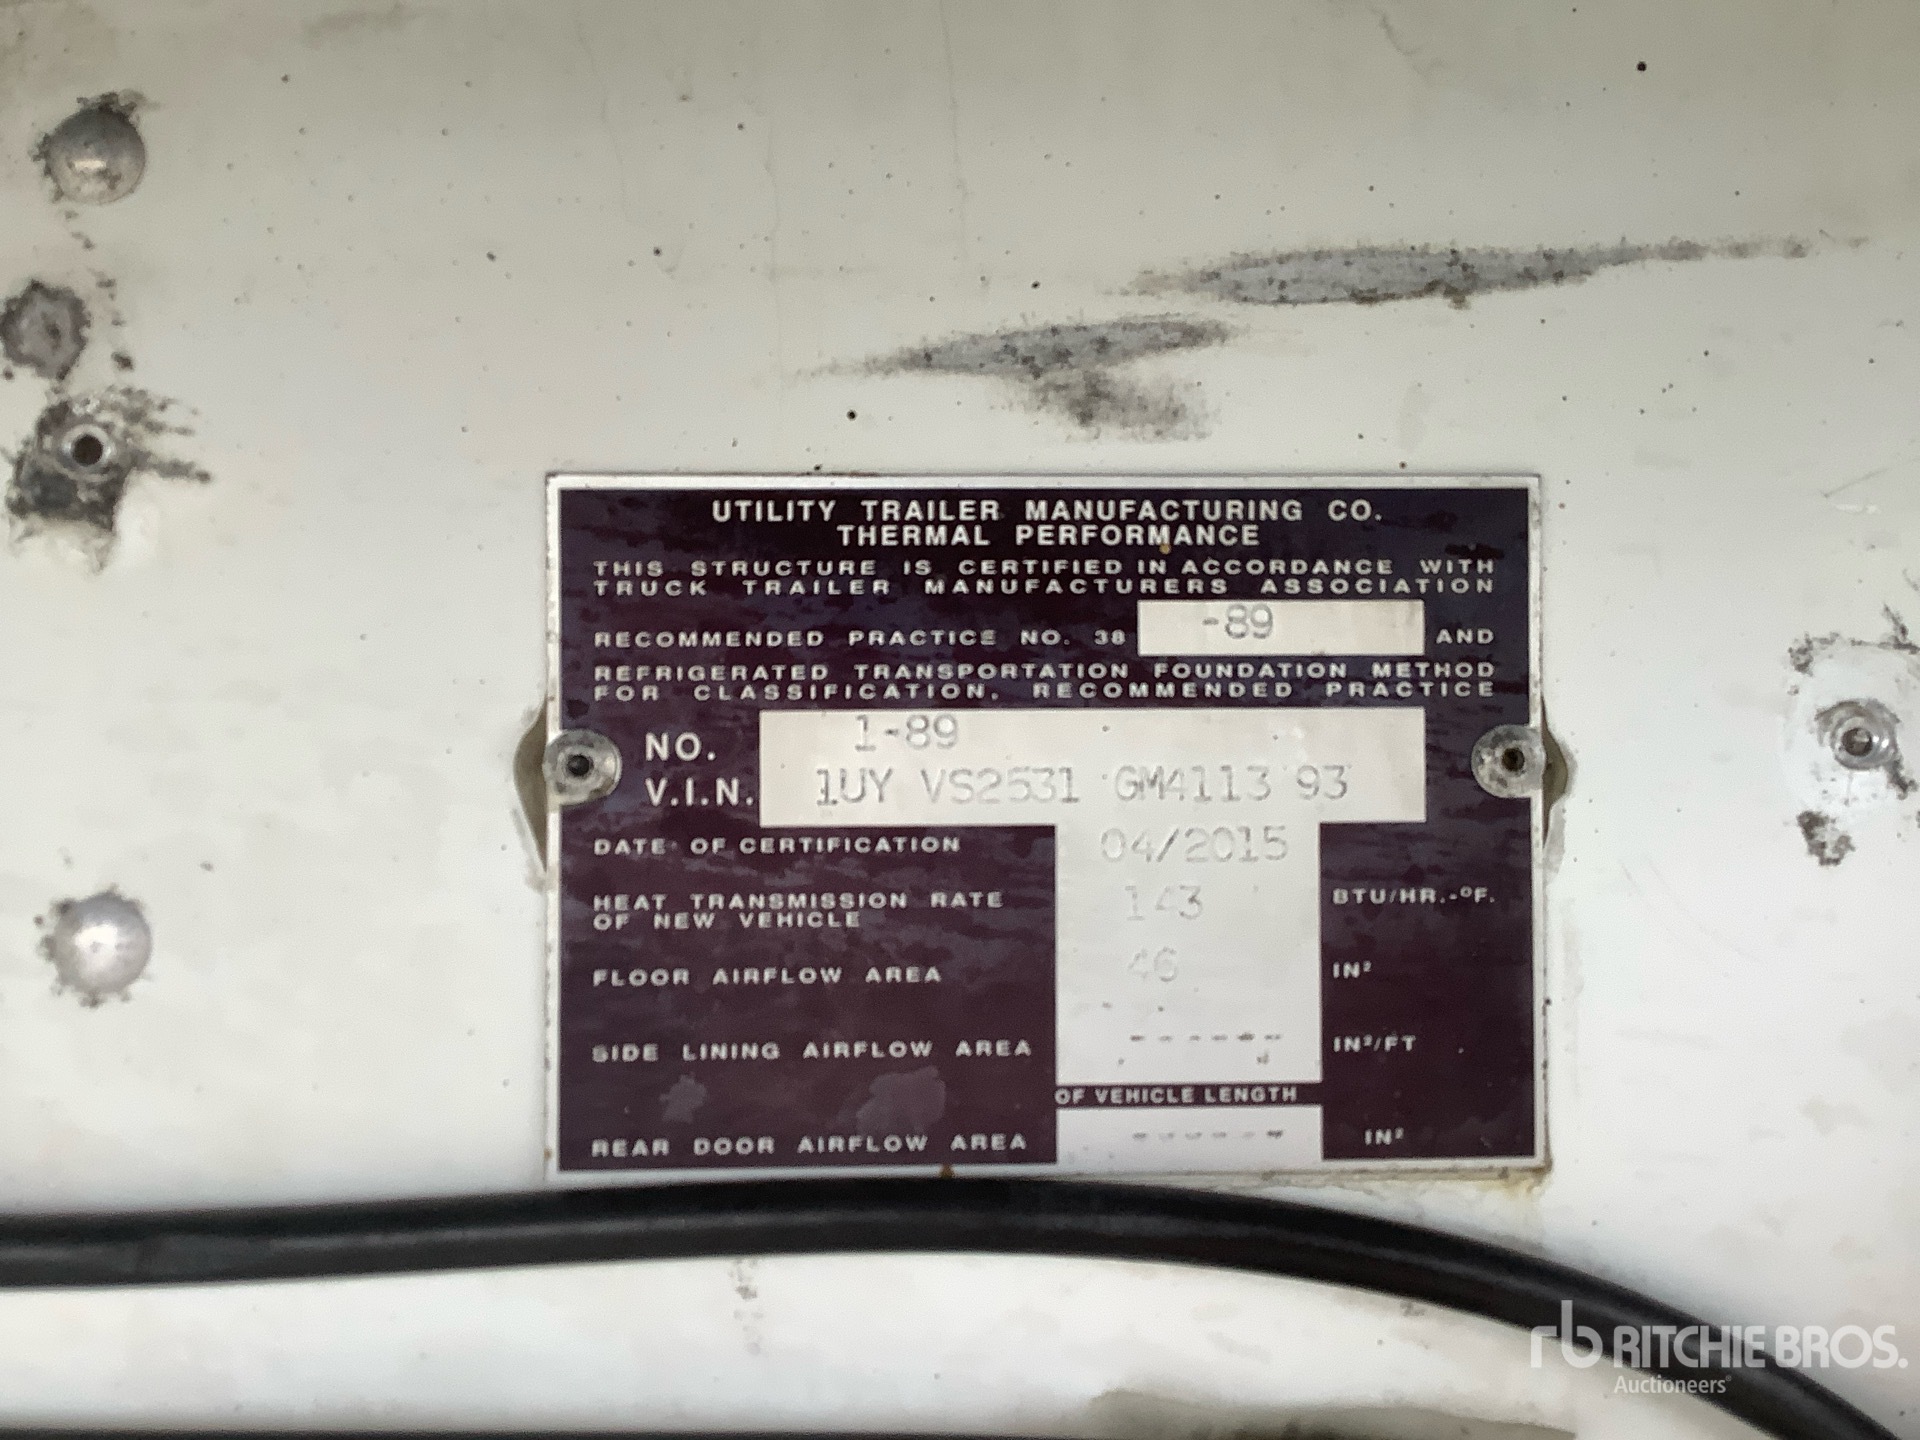 UTILITY TRAILER MANUFACTURING CO.
THERMAL PERFORMANCE
THIS STRUCTURE IS CERTIFIED IN ACCORDANCE WITH
TRUCK TRAILER MANUFACTURERS ASSOCIATION
RECOMMENDED PRACTICE NO. 38 -89 AND
REFRIGERATED TRANSPORTATION FOUNDATION METHOD
FOR CLASSIFICATION, RECOMMENDED PRACTICE
NO. 1-89
V.I.N. 1UY VS2531 GM4113 93
DATE OF CERTIFICATION 04/2015
HEAT TRANSMISSION RATE
OF NEW VEHICLE 143 BTU/HR.-°F.
FLOOR AIRFLOW AREA 46 IN²
SIDE LINING AIRFLOW AREA ------ IN²/FT
OF VEHICLE LENGTH
REAR DOOR AIRFLOW AREA ------ IN²
rb RITCHIE BROS.
Auctioneers